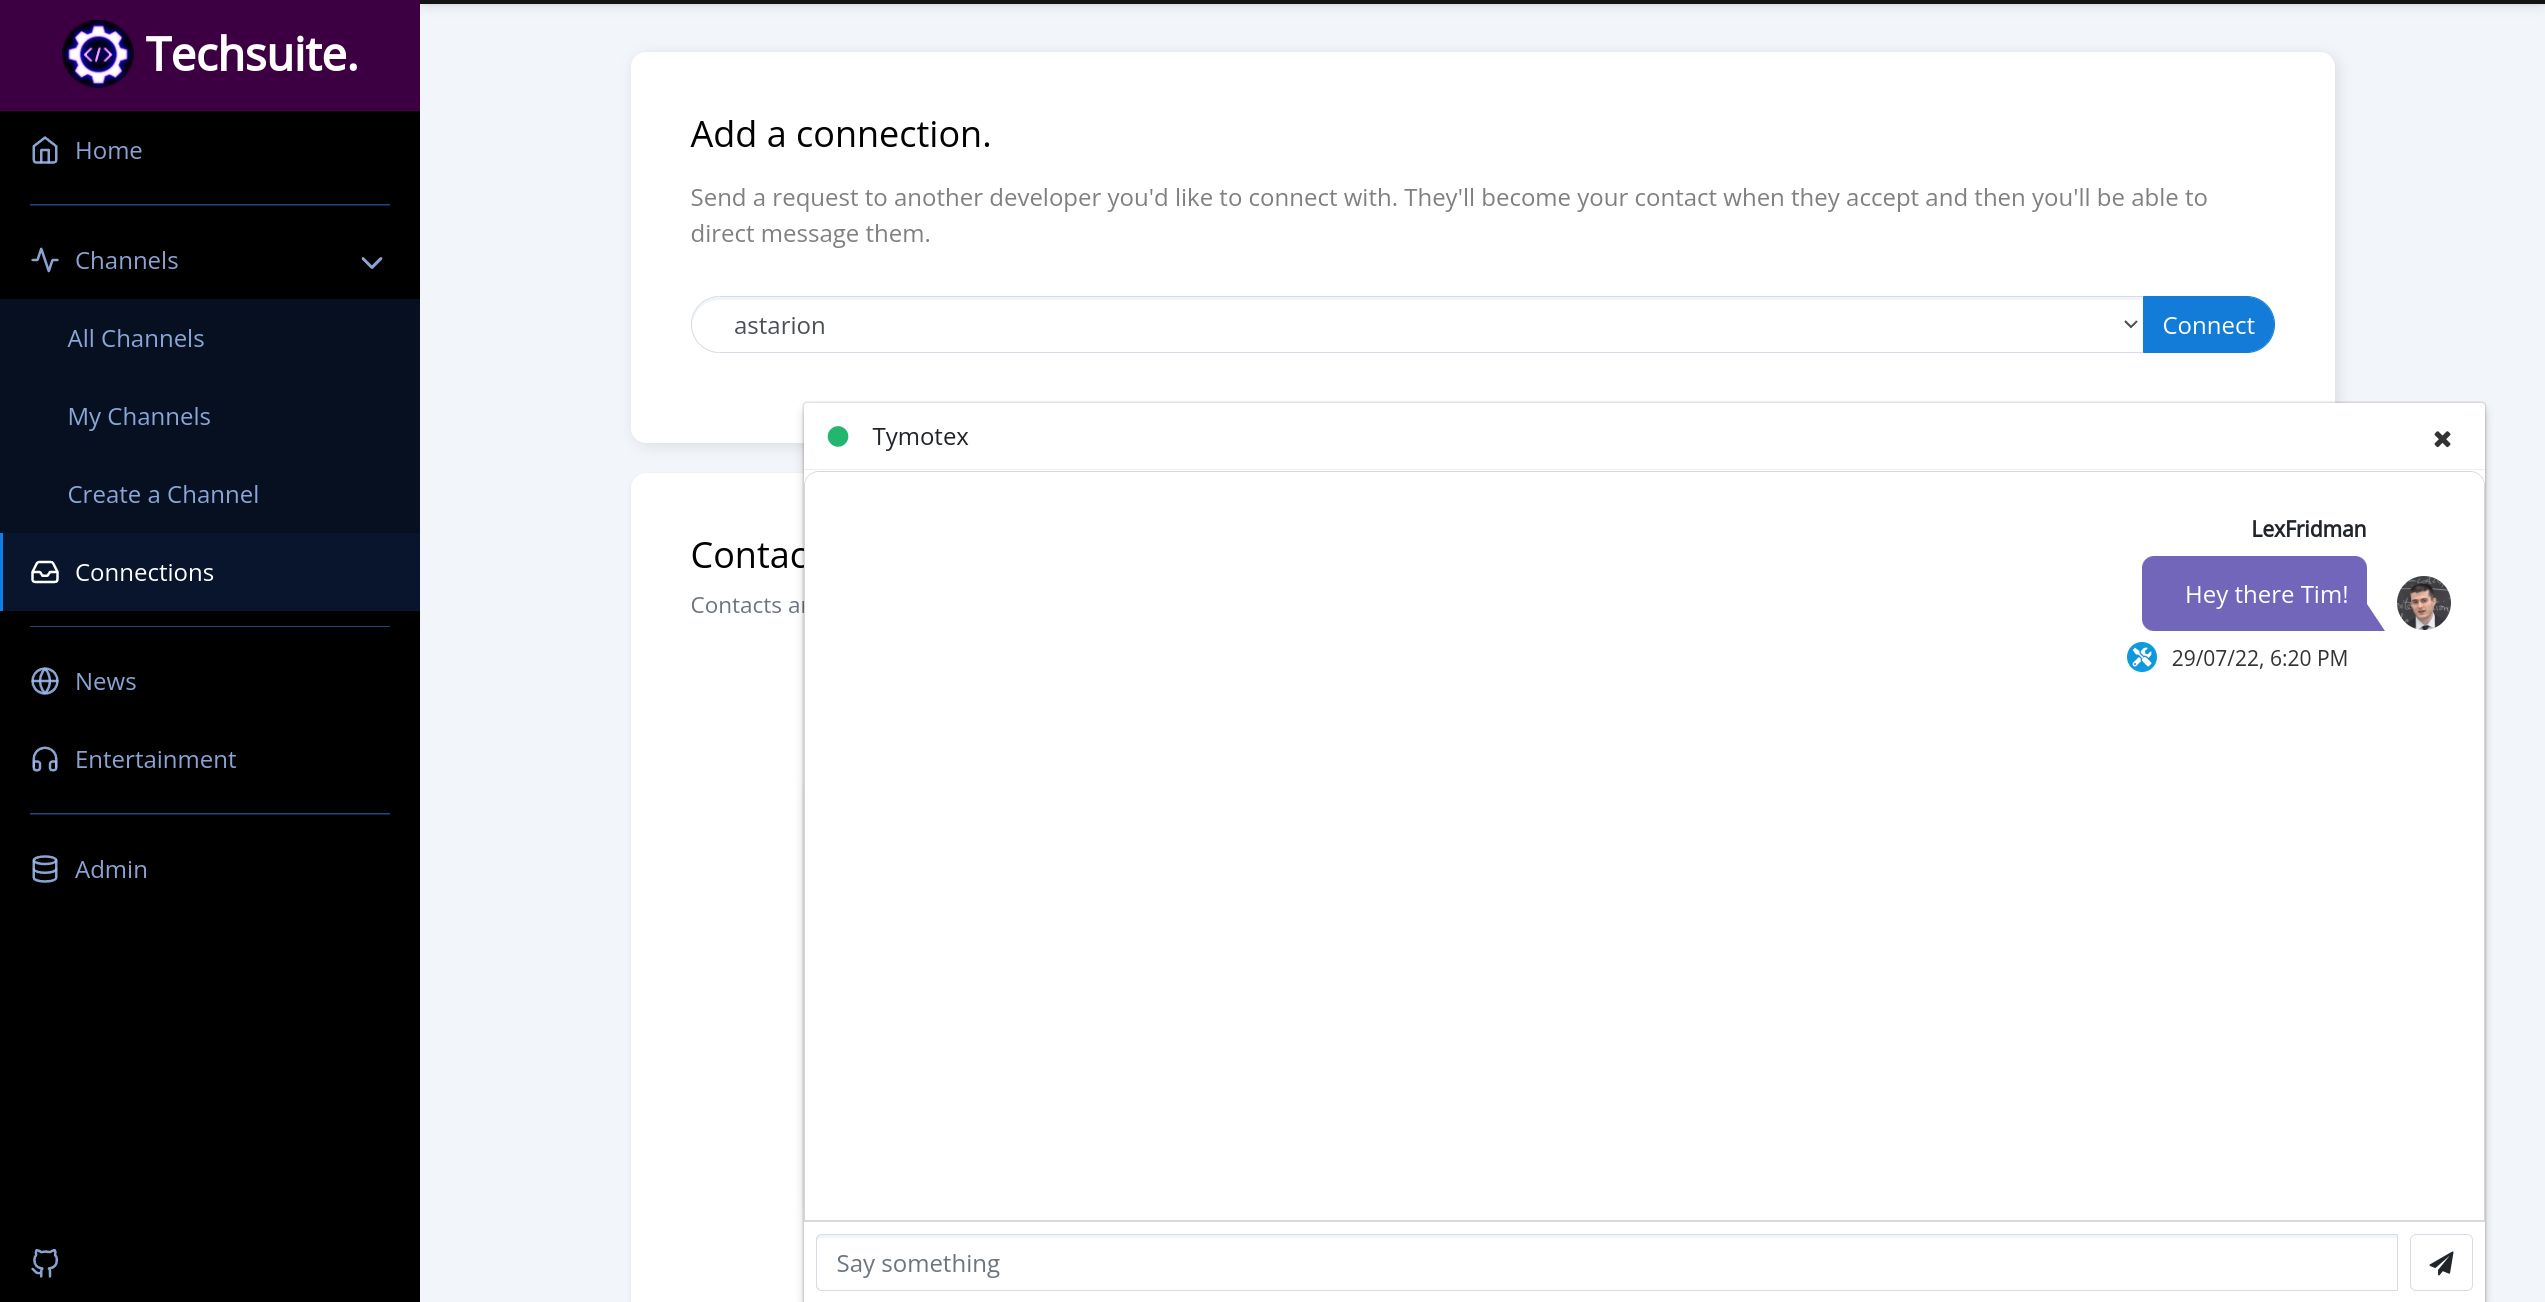 Techsuite.
Home
Channels
All Channels
My Channels
Create a Channel
Connections
News
Entertainment
Admin
Add a connection.
Send a request to another developer you'd like to connect with. They'll become your contact when they accept and then you'll be able to
direct message them.
astarion
Connect
Contac
Contacts a
Tymotex
LexFridman
Hey there Tim!
29/07/22, 6:20 PM
Say something